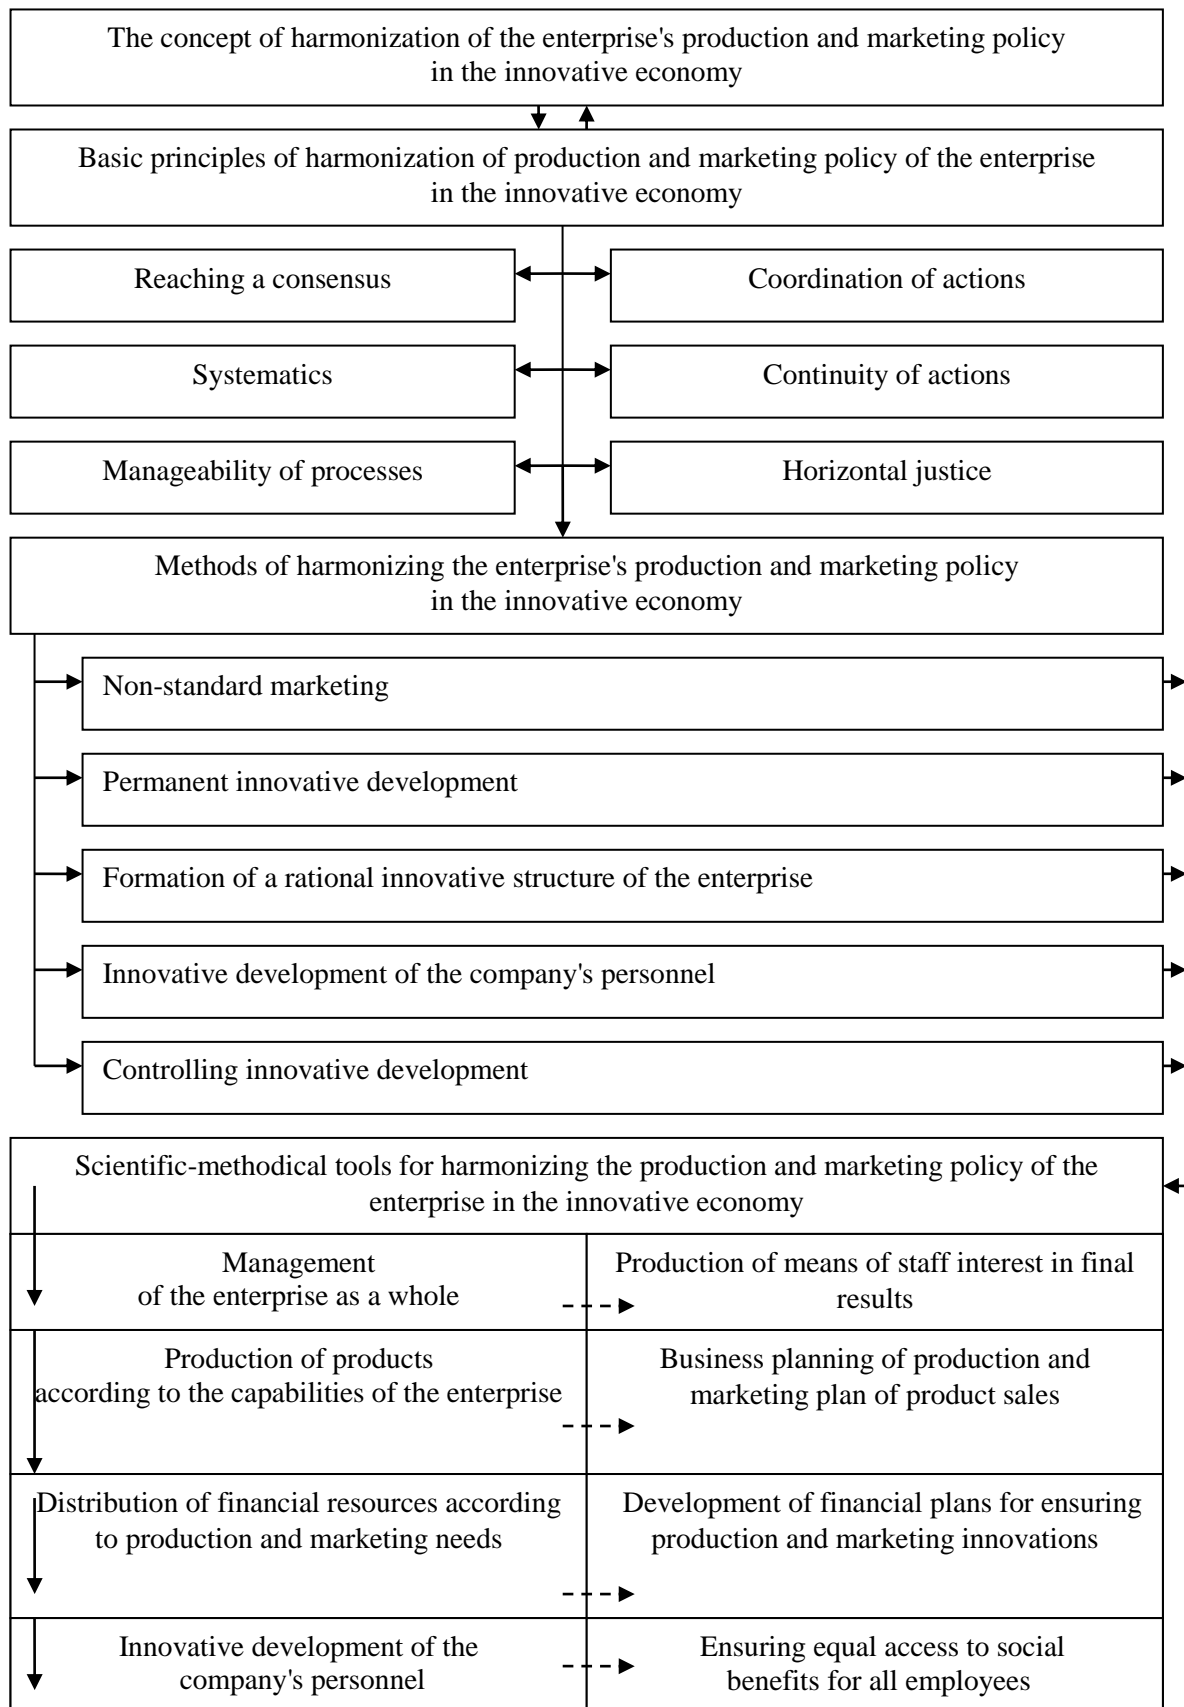 The concept of harmonization of the enterprise's production and marketing policy
in the innovative economy
Basic principles of harmonization of production and marketing policy of the enterprise
in the innovative economy
Reaching a consensus
Coordination of actions
Systematics
Continuity of actions
Manageability of processes
Horizontal justice
Methods of harmonizing the enterprise's production and marketing policy
in the innovative economy
Non-standard marketing
Permanent innovative development
Formation of a rational innovative structure of the enterprise
Innovative development of the company's personnel
Controlling innovative development
Scientific-methodical tools for harmonizing the production and marketing policy of the
enterprise in the innovative economy
Management
of the enterprise as a whole
Production of means of staff interest in final
results
Production of products
according to the capabilities of the enterprise
Business planning of production and
marketing plan of product sales
Distribution of financial resources according
to production and marketing needs
Development of financial plans for ensuring
production and marketing innovations
Innovative development of the
company's personnel
Ensuring equal access to social
benefits for all employees